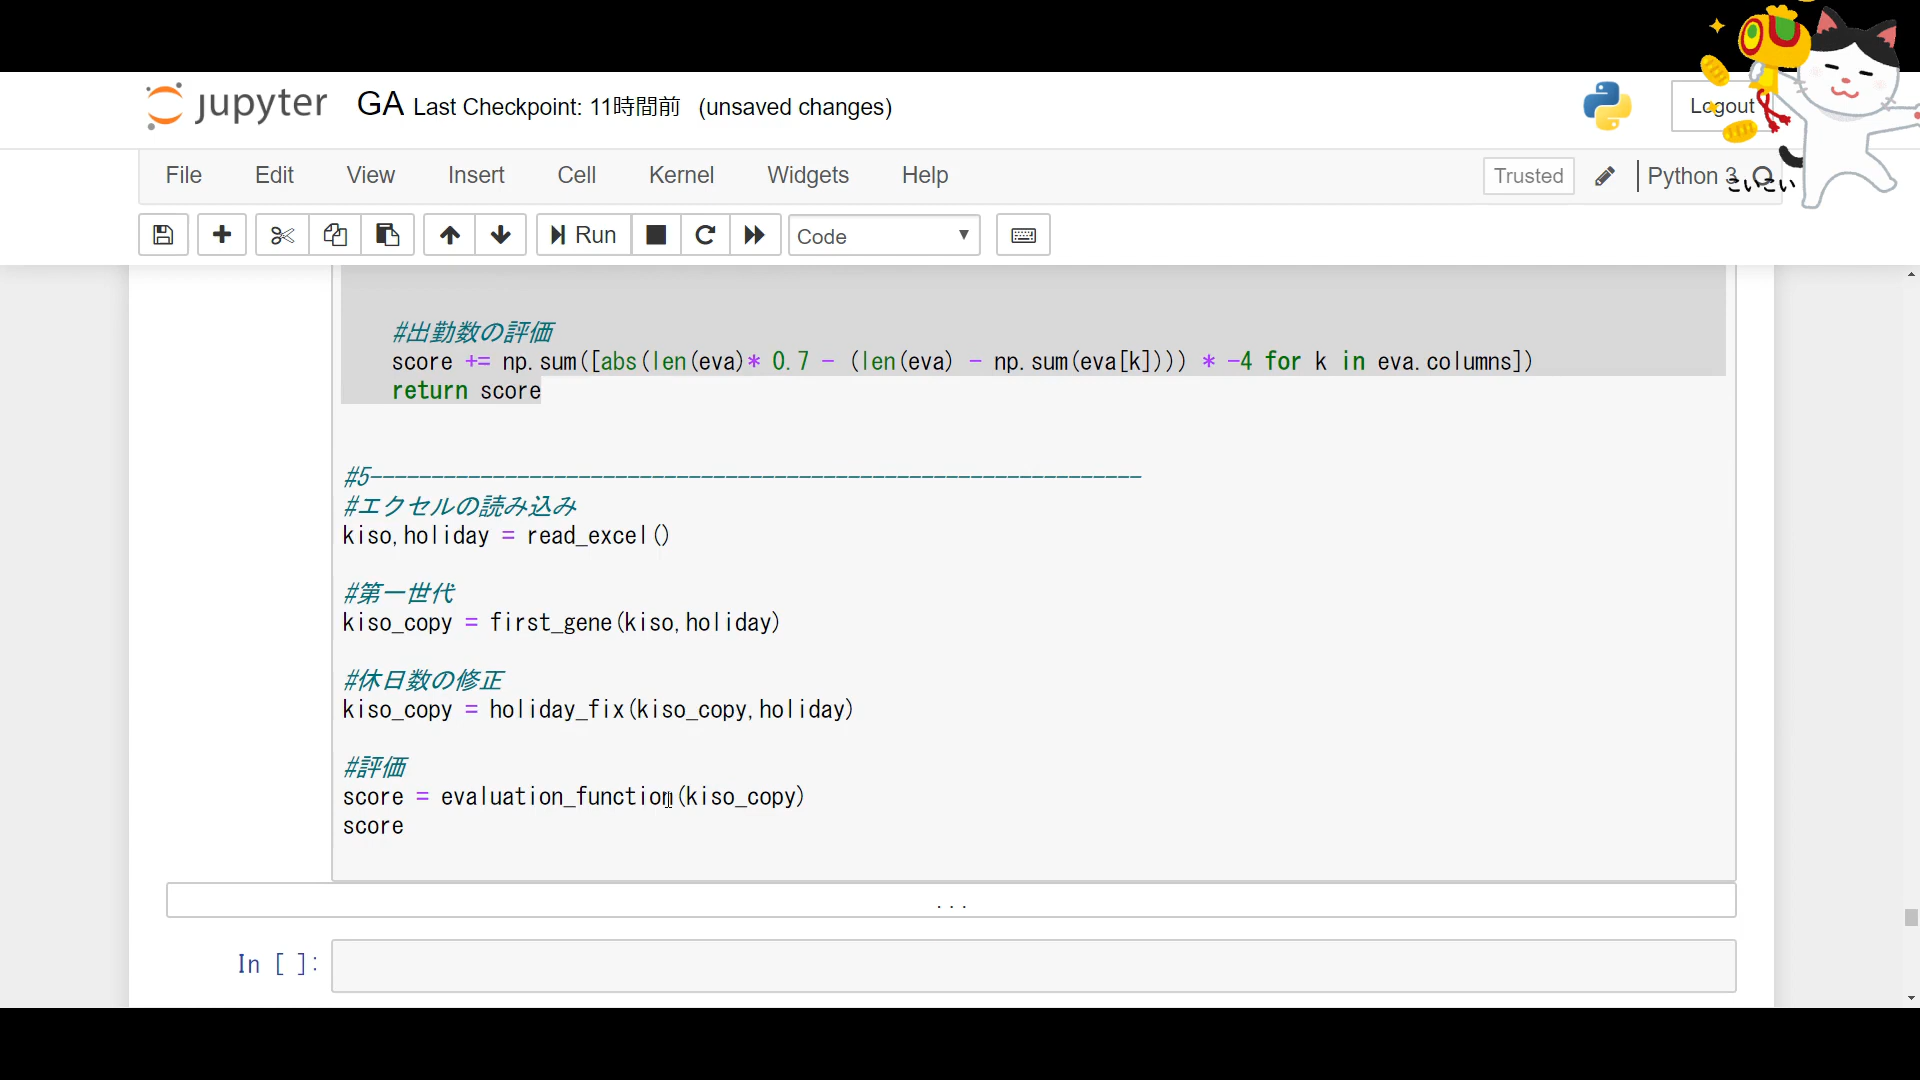 jupyter GA Last Checkpoint: 11時間前 (unsaved changes)
Logout
File Edit View Insert Cell Kernel Widgets Help
Trusted
Python 3
こいこい
Run
Code
#出勤数の評価
score += np.sum([abs(len(eva)* 0.7 - (len(eva) - np.sum(eva[k]))) * -4 for k in eva.columns])
return score
#5---------------------------------------------------------------
#エクセルの読み込み
kiso,holiday = read_excel()
#第一世代
kiso_copy = first_gene(kiso,holiday)
#休日数の修正
kiso_copy = holiday_fix(kiso_copy,holiday)
#評価
score = evaluation_function(kiso_copy)
score
...
In [ ]: